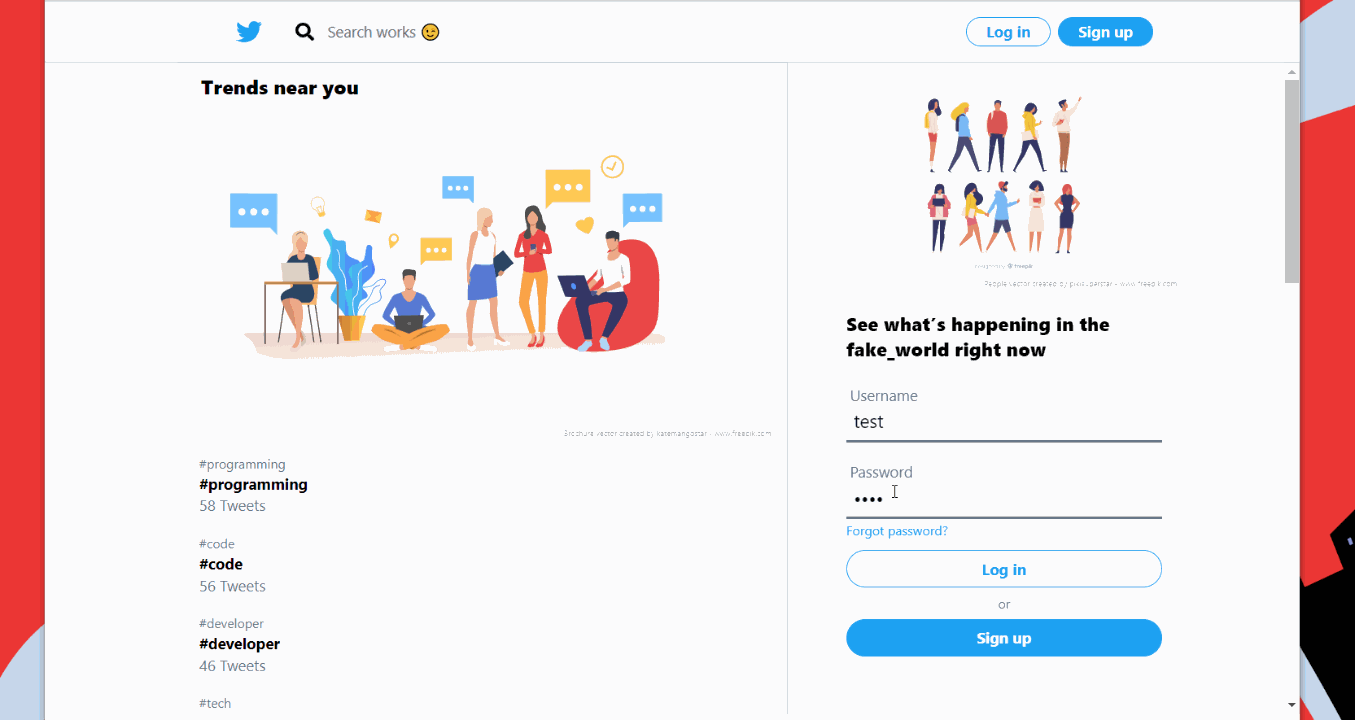 Search works 😉
Log in
Sign up
Trends near you
Brochure vector created by katemangostar - www.freepik.com
#programming
#programming
58 Tweets
#code
#code
56 Tweets
#developer
#developer
46 Tweets
#tech
freepik
People vector created by pikisuperstar - www.freepik.com
See what´s happening in the
fake_world right now
Username
test
Password
••••
Forgot password?
Log in
or
Sign up